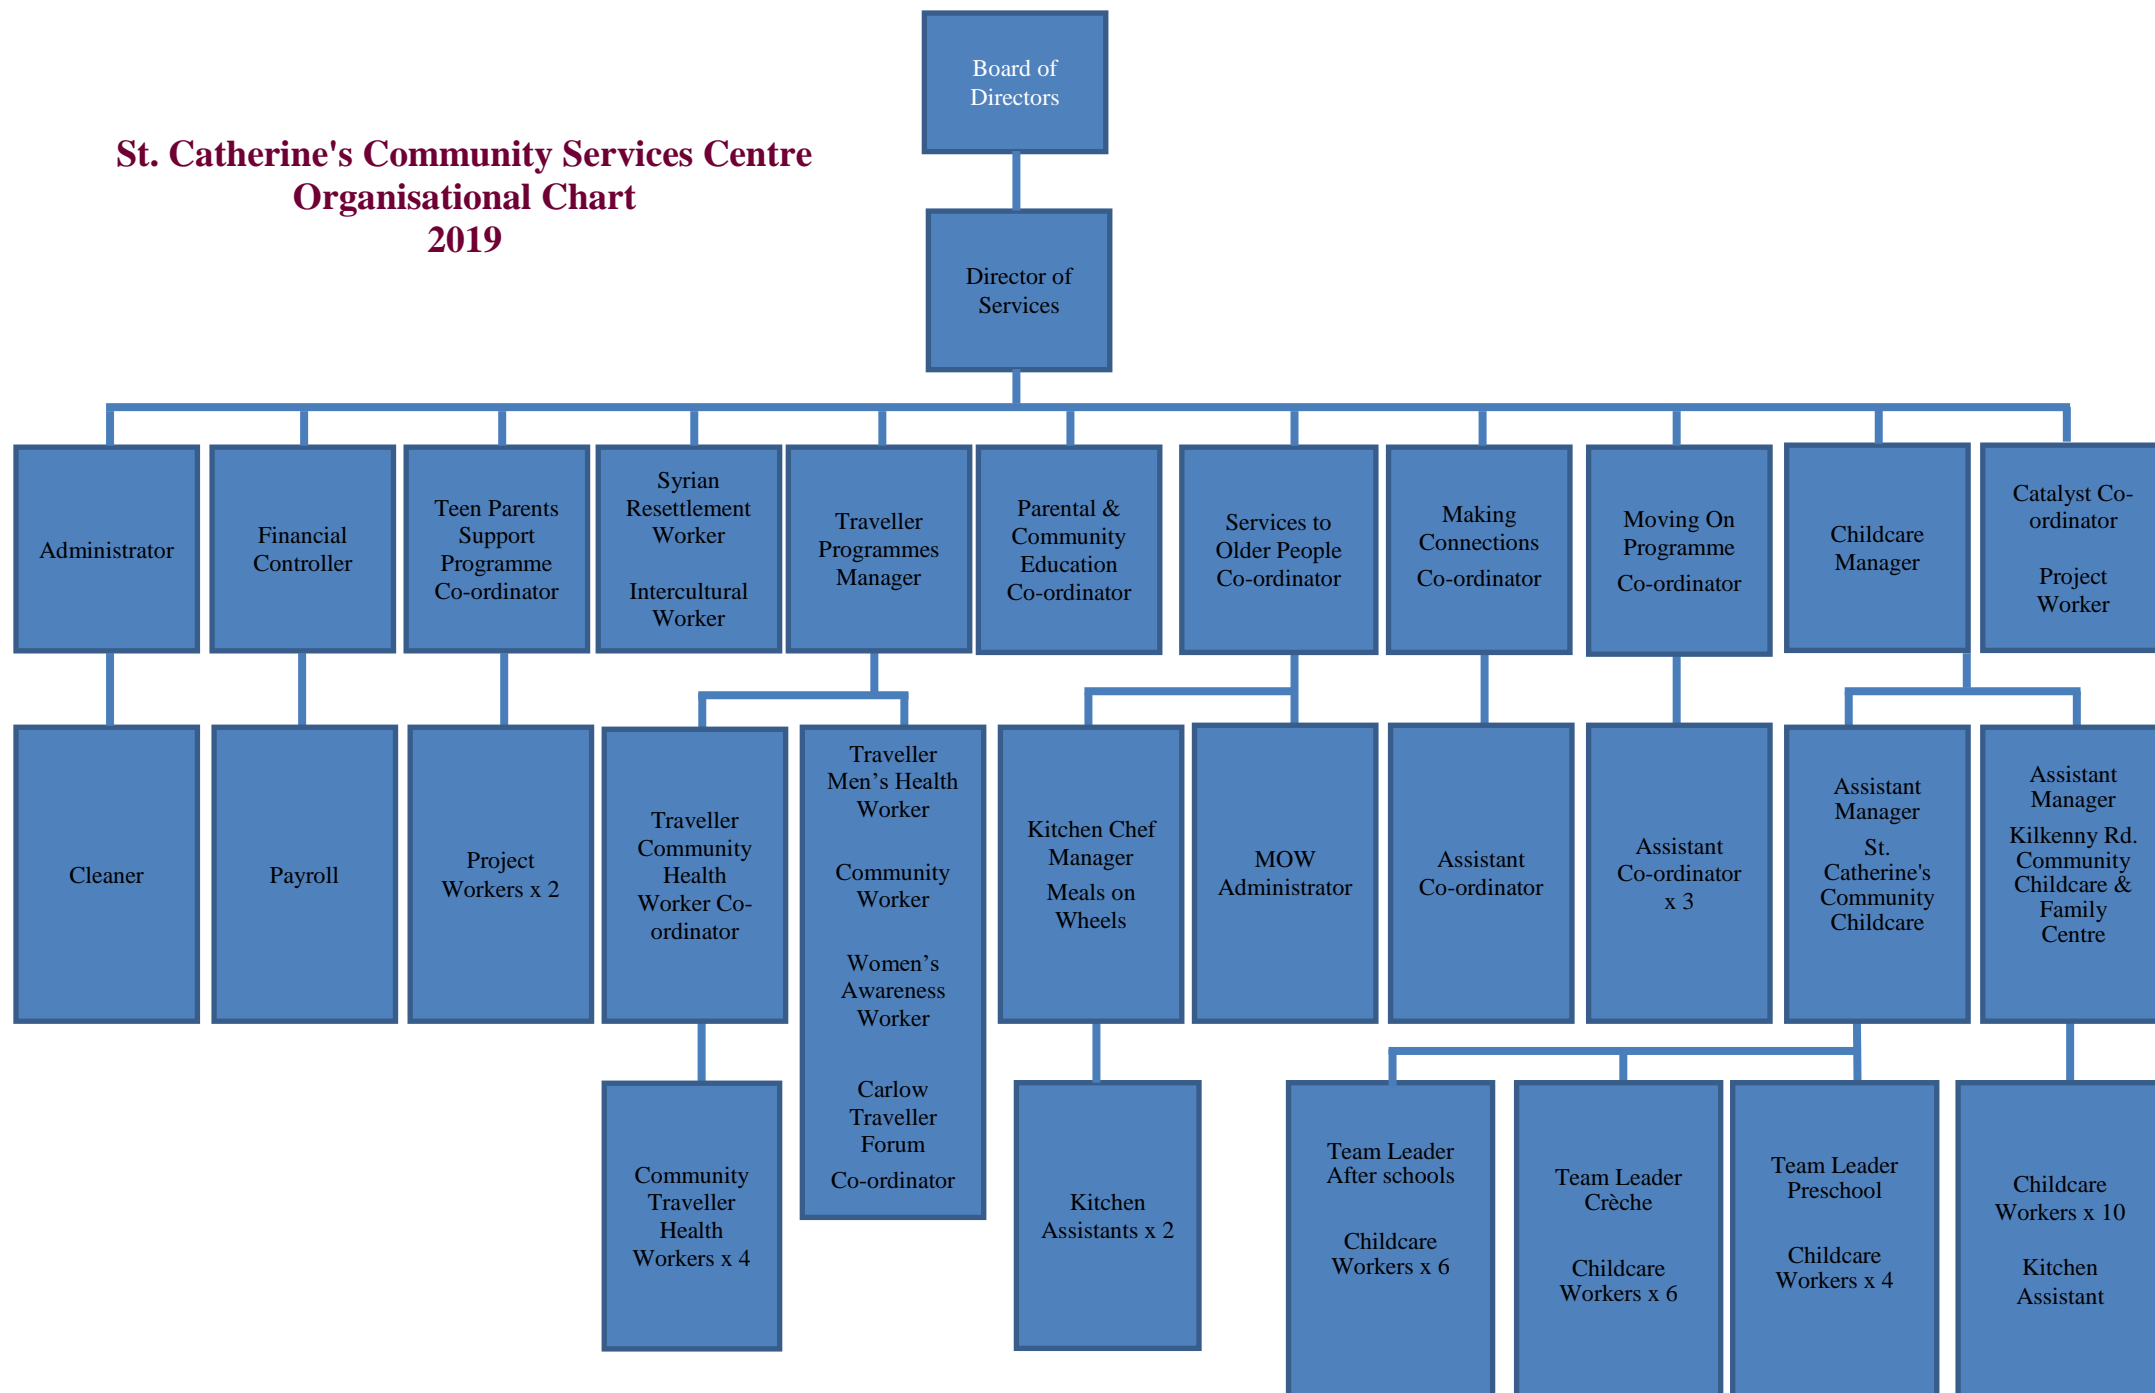 Board of
Directors
St. Catherine's Community Services Centre
Organisational Chart
2019
Director of
Services
Administrator
Financial
Controller
Teen Parents
Support
Programme
Co-ordinator
Syrian
Resettlement
Worker
Intercultural
Worker
Traveller
Programmes
Manager
Parental &
Community
Education
Co-ordinator
Services to
Older People
Co-ordinator
Making
Connections
Co-ordinator
Moving On
Programme
Co-ordinator
Childcare
Manager
Catalyst Co-
ordinator
Project
Worker
Cleaner
Payroll
Project
Workers x 2
Traveller
Community
Health
Worker Co-
ordinator
Traveller
Men’s Health
Worker
Community
Worker
Women’s
Awareness
Worker
Carlow
Traveller
Forum
Co-ordinator
Kitchen Chef
Manager
Meals on
Wheels
MOW
Administrator
Assistant
Co-ordinator
Assistant
Co-ordinator
x 3
Assistant
Manager
St.
Catherine's
Community
Childcare
Assistant
Manager
Kilkenny Rd.
Community
Childcare &
Family
Centre
Community
Traveller
Health
Workers x 4
Kitchen
Assistants x 2
Team Leader
After schools
Childcare
Workers x 6
Team Leader
Crèche
Childcare
Workers x 6
Team Leader
Preschool
Childcare
Workers x 4
Childcare
Workers x 10
Kitchen
Assistant